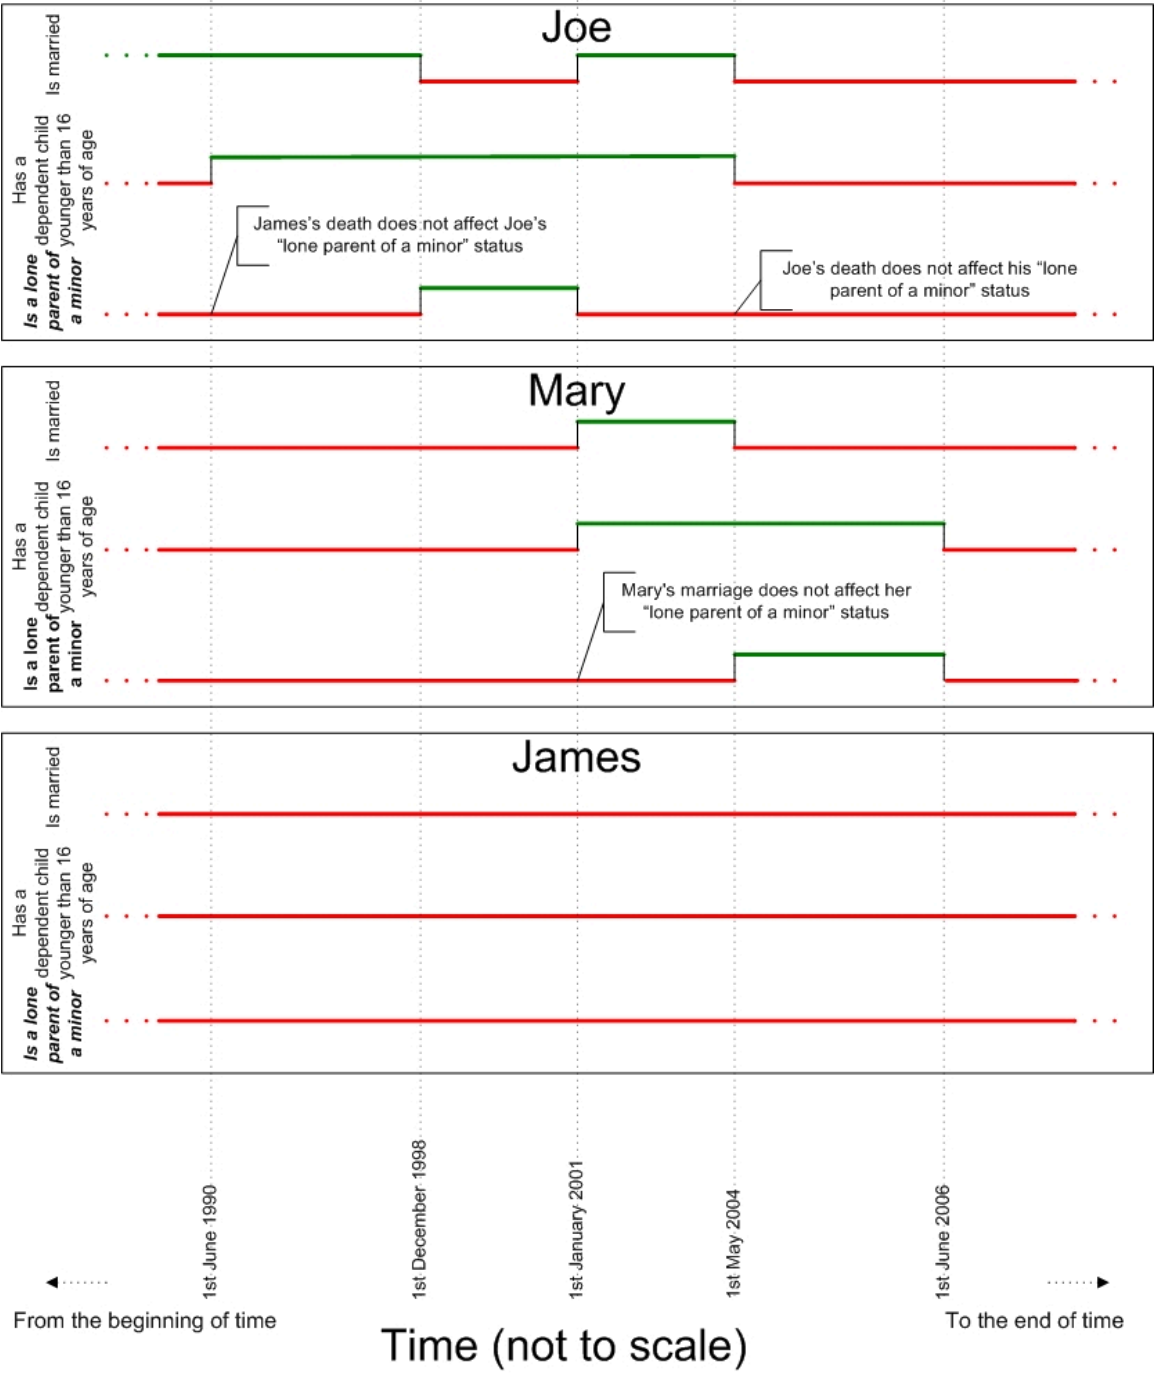 Joe
Is married
Has a
dependent child
younger than 16
years of age
Is a lone
parent of
a minor
James's death does not affect Joe's
“lone parent of a minor” status
Joe's death does not affect his “lone
parent of a minor” status
Mary
Is married
Has a
dependent child
younger than 16
years of age
Is a lone
parent of
a minor
Mary's marriage does not affect her
“lone parent of a minor” status
James
Is married
Has a
dependent child
younger than 16
years of age
Is a lone
parent of
a minor
1st June 1990
1st December 1998
1st January 2001
1st May 2004
1st June 2006
From the beginning of time
To the end of time
Time (not to scale)